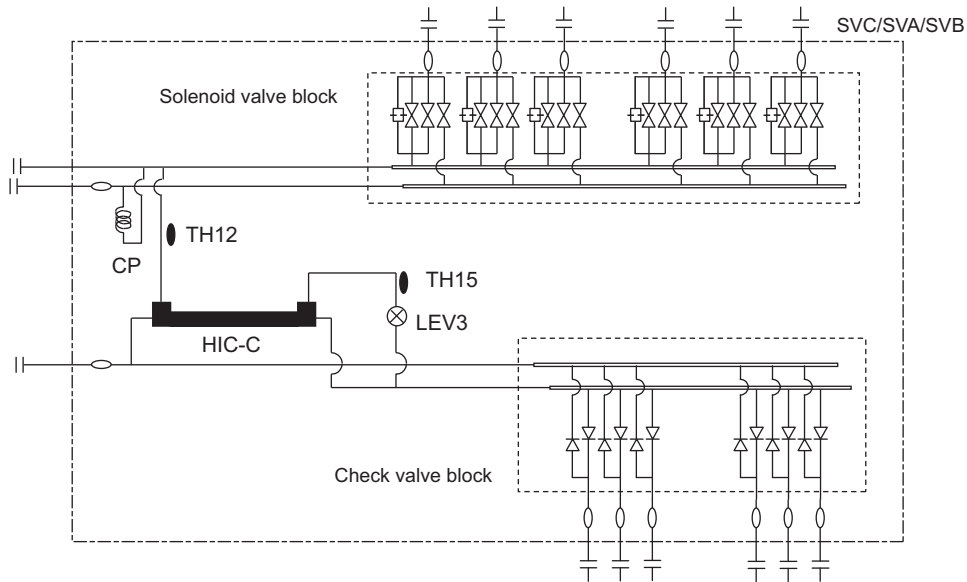 SVC/SVA/SVB
Solenoid valve block
TH12
CP
TH15
LEV3
HIC-C
Check valve block